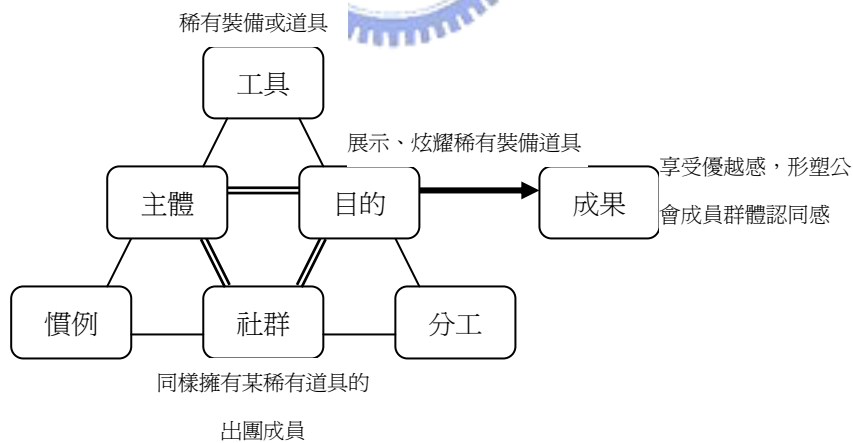 稀有裝備或道具
工具
展示、炫耀稀有裝備道具
主體
目的
成果
享受優越感，形塑公
會成員群體認同感
慣例
社群
分工
同樣擁有某稀有道具的
出團成員